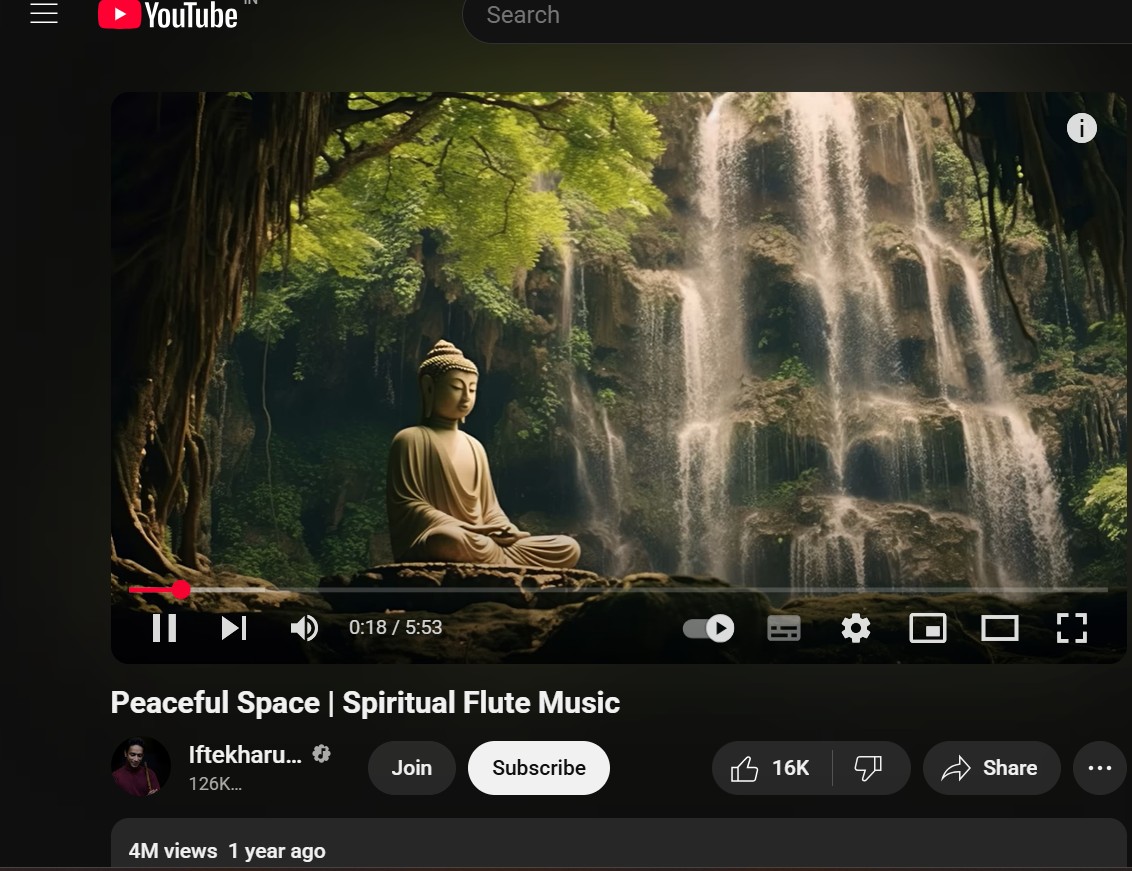 YouTube IN
Search
0:18 / 5:53
Peaceful Space | Spiritual Flute Music
Iftekharu...
126K...
Join
Subscribe
16K
Share
4M views 1 year ago